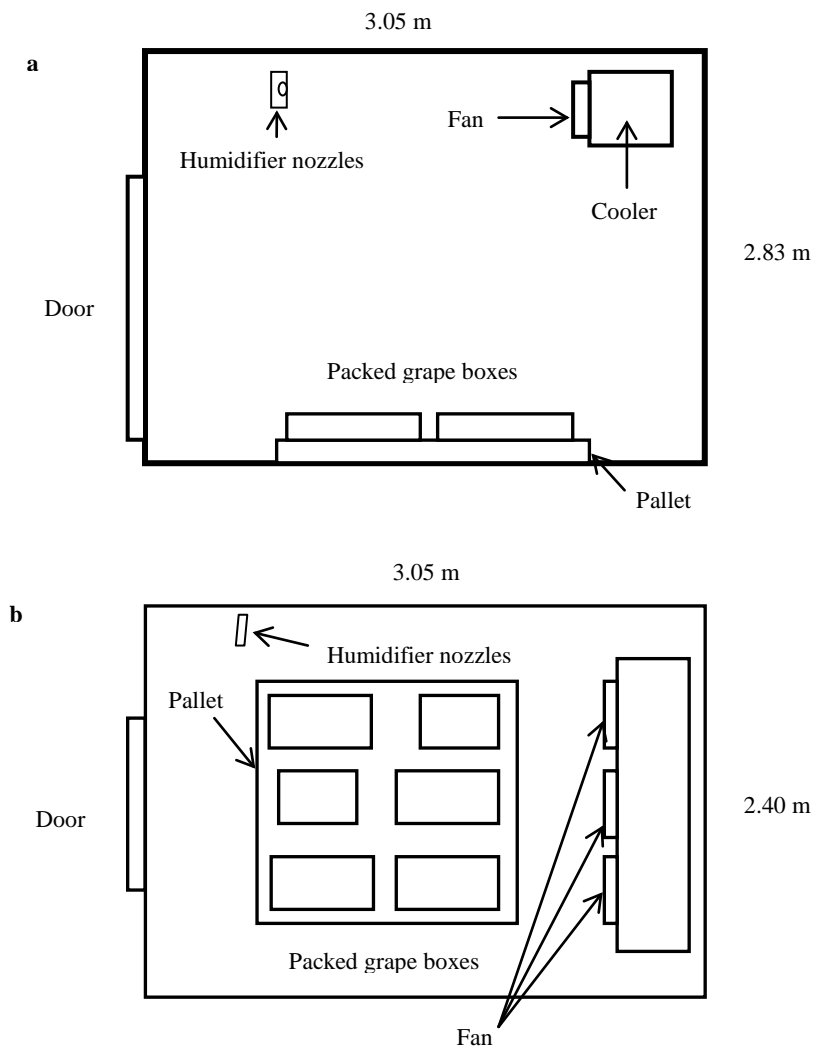 3.05 m
a
Fan
Humidifier nozzles
Cooler
2.83 m
Door
Packed grape boxes
Pallet
3.05 m
b
Humidifier nozzles
Pallet
Door
2.40 m
Packed grape boxes
Fan